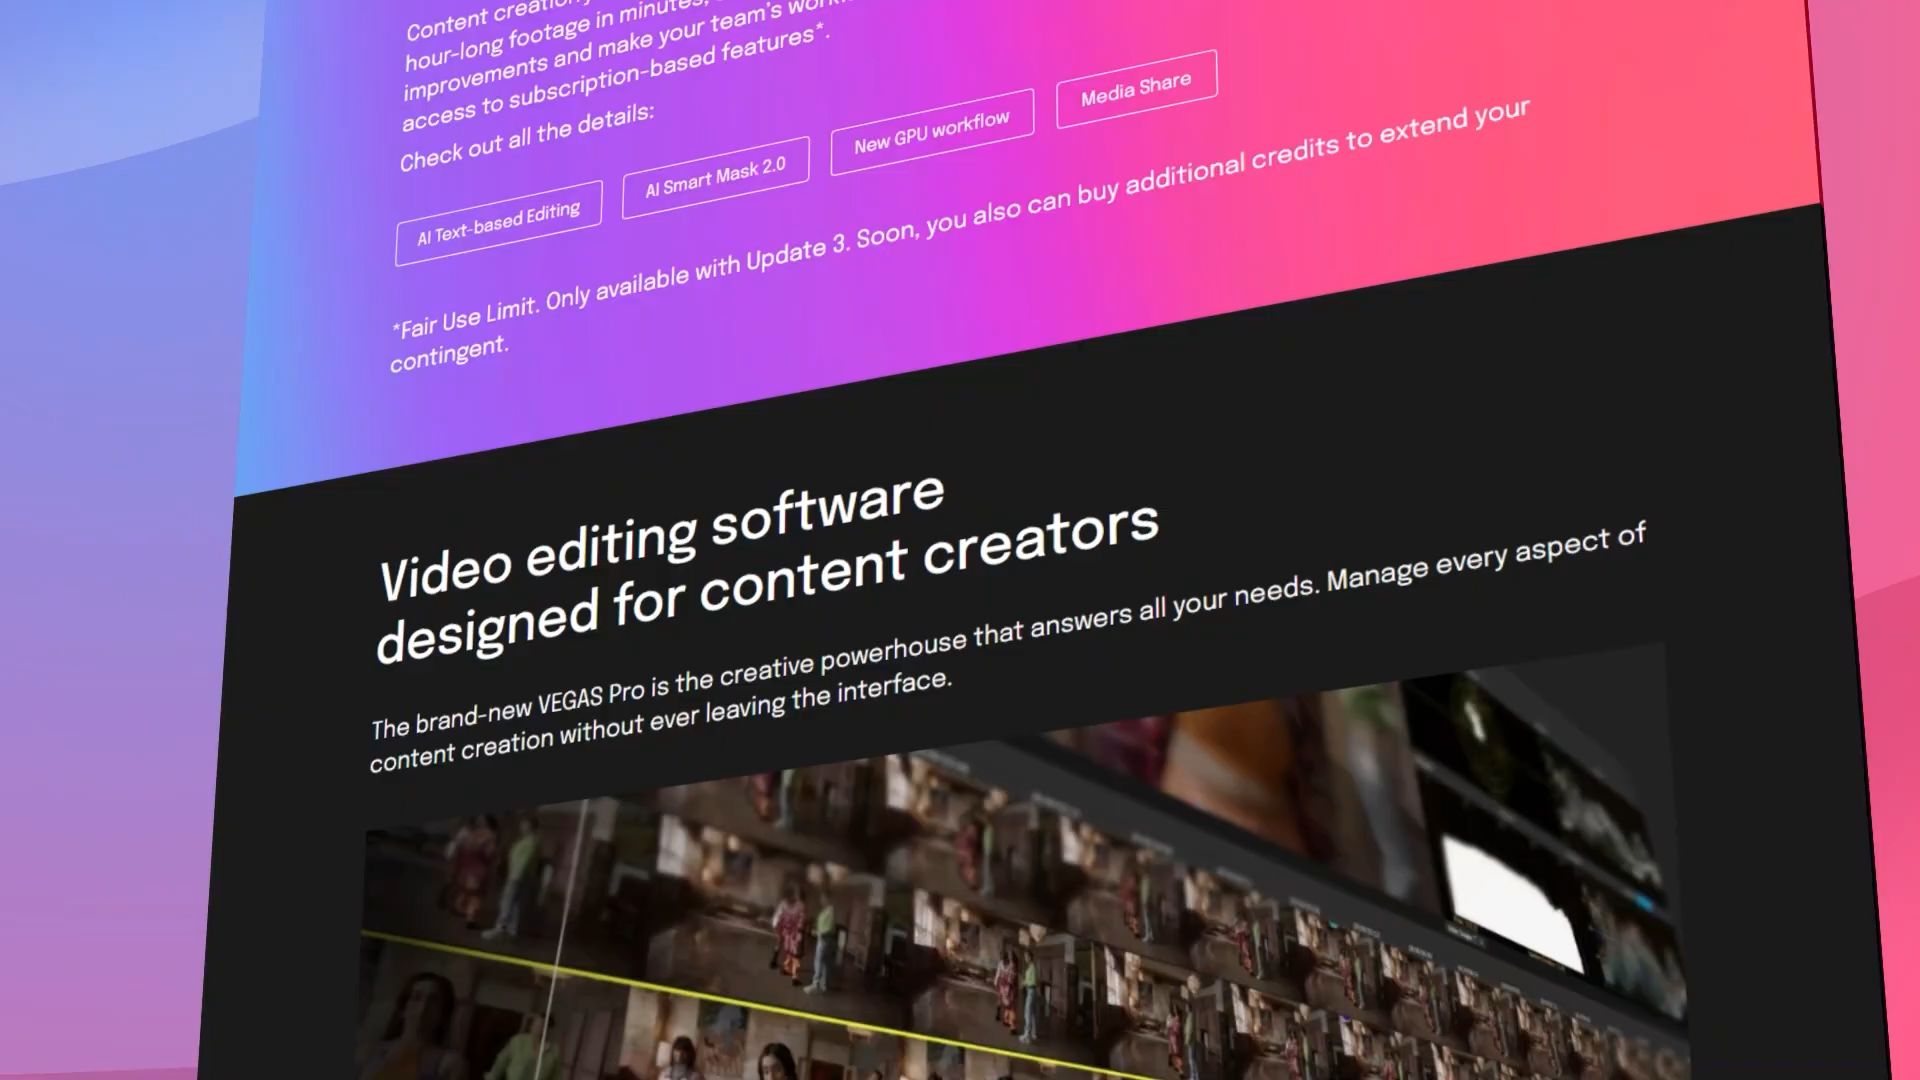 Content creation
hour-long footage in minutes,
improvements and make your team's
access to subscription-based features*.
Check out all the details:
AI Text-based Editing
AI Smart Mask 2.0
New GPU workflow
Media Share
*Fair Use Limit. Only available with Update 3. Soon, you also can buy additional credits to extend your
contingent.
Video editing software
designed for content creators
The brand-new VEGAS Pro is the creative powerhouse that answers all your needs. Manage every aspect of
content creation without ever leaving the interface.